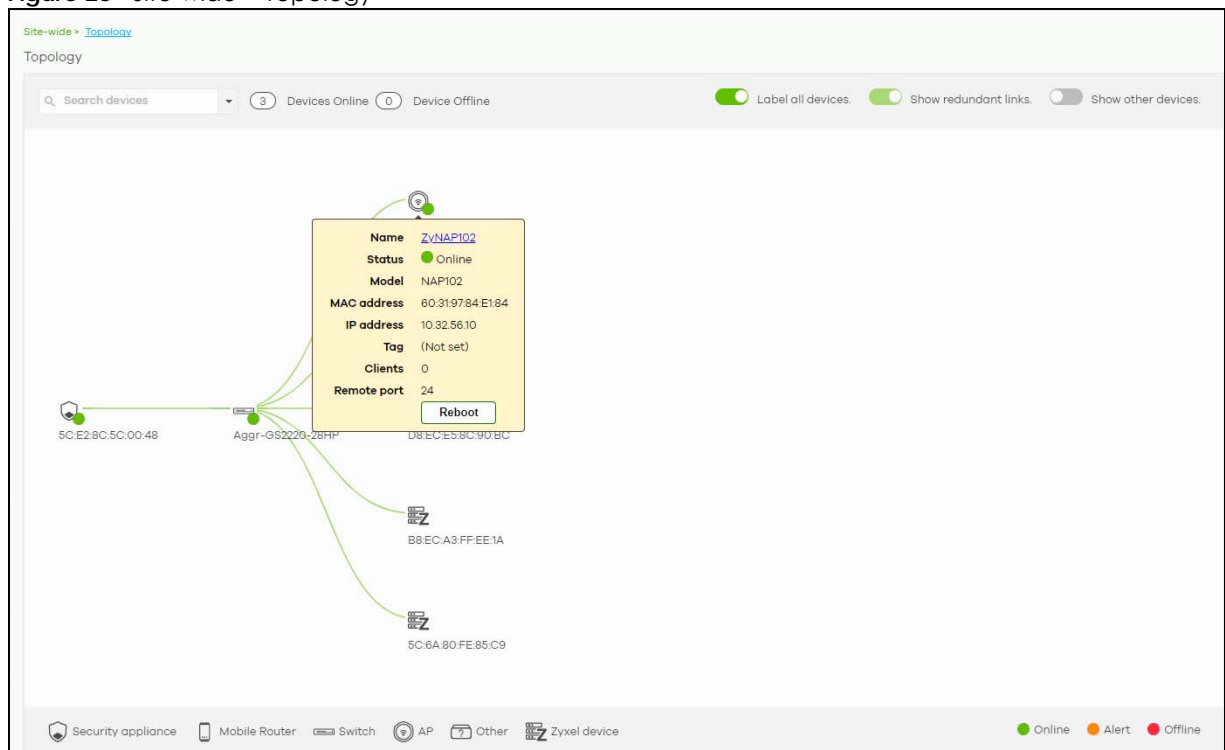 Site-wide > Topology
Topology
Search devices
3 Devices Online 0 Device Offline
Label all devices. Show redundant links. Show other devices.
Name ZyNAP102
Status Online
Model NAP102
MAC address 60:31:97:84:E1:84
IP address 10.32.56.10
Tag (Not set)
Clients 0
Remote port 24
Reboot
5C:E2:8C:5C:00:48
Aggr-GS2220-28HP
D8:EC:E5:8C:90:BC
B8:EC:A3:FF:EE:1A
5C:6A:80:FE:85:C9
Security appliance Mobile Router Switch AP ? Other Z Zyxel device
Online Alert Offline